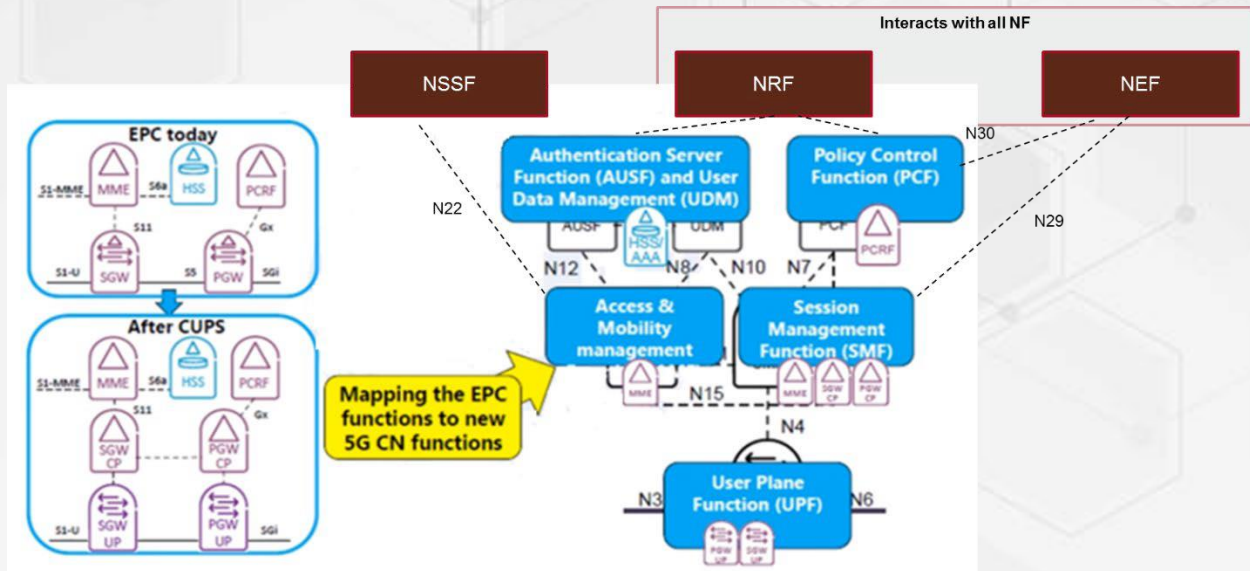 Interacts with all NF
NSSF
NRF
NEF
EPC today
S1-MME
MME
S6a
HSS
PCRF
S11
Gx
S1-U
SGW
S5
PGW
SGi
After CUPS
S1-MME
MME
S6a
HSS
PCRF
S11
Gx
SGW
CP
PGW
CP
S1-U
SGW
UP
PGW
UP
SGi
Mapping the EPC
functions to new
5G CN functions
Authentication Server
Function (AUSF) and User
Data Management (UDM)
Policy Control
Function (PCF)
N30
N22
N29
AUSF
HSS/
AAA
UDM
PCF
PCRF
N12
N8
N10
N7
Access &
Mobility
management
Session
Management
Function (SMF)
MME
N15
MME
SGW
CP
PGW
CP
N4
N3
User Plane
Function (UPF)
N6
PGW
UP
SGW
UP